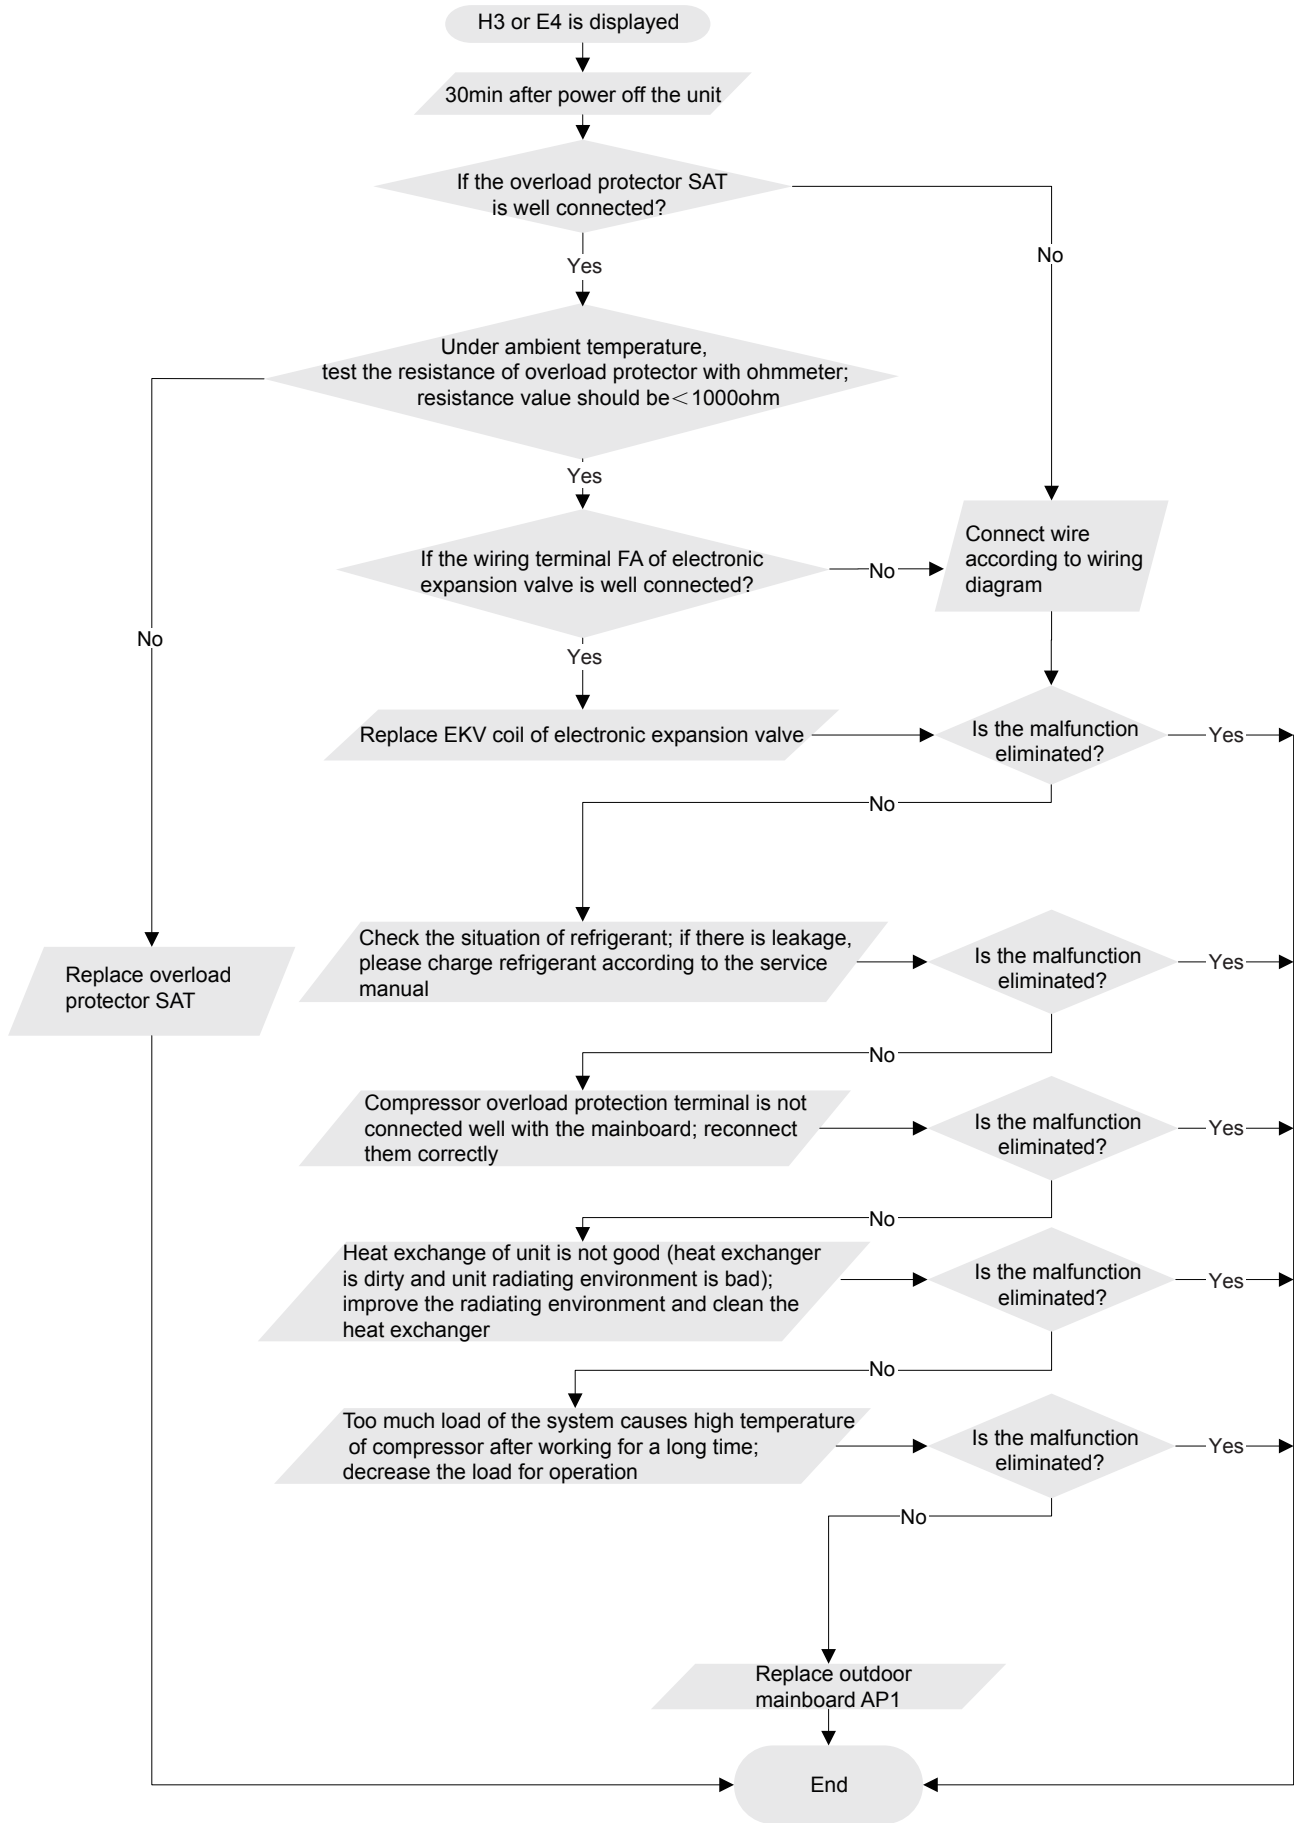 H3 or E4 is displayed
30min after power off the unit
If the overload protector SAT
is well connected?
No
Yes
Under ambient temperature,
test the resistance of overload protector with ohmmeter;
resistance value should be<1000ohm
Yes
If the wiring terminal FA of electronic
expansion valve is well connected?
No
Connect wire
according to wiring
diagram
No
Yes
Replace EKV coil of electronic expansion valve
Is the malfunction
eliminated?
Yes
No
Check the situation of refrigerant; if there is leakage,
please charge refrigerant according to the service
manual
Is the malfunction
eliminated?
Yes
Replace overload
protector SAT
No
Compressor overload protection terminal is not
connected well with the mainboard; reconnect
them correctly
Is the malfunction
eliminated?
Yes
No
Heat exchange of unit is not good (heat exchanger
is dirty and unit radiating environment is bad);
improve the radiating environment and clean the
heat exchanger
Is the malfunction
eliminated?
Yes
No
Too much load of the system causes high temperature
of compressor after working for a long time;
decrease the load for operation
Is the malfunction
eliminated?
Yes
No
Replace outdoor
mainboard AP1
End